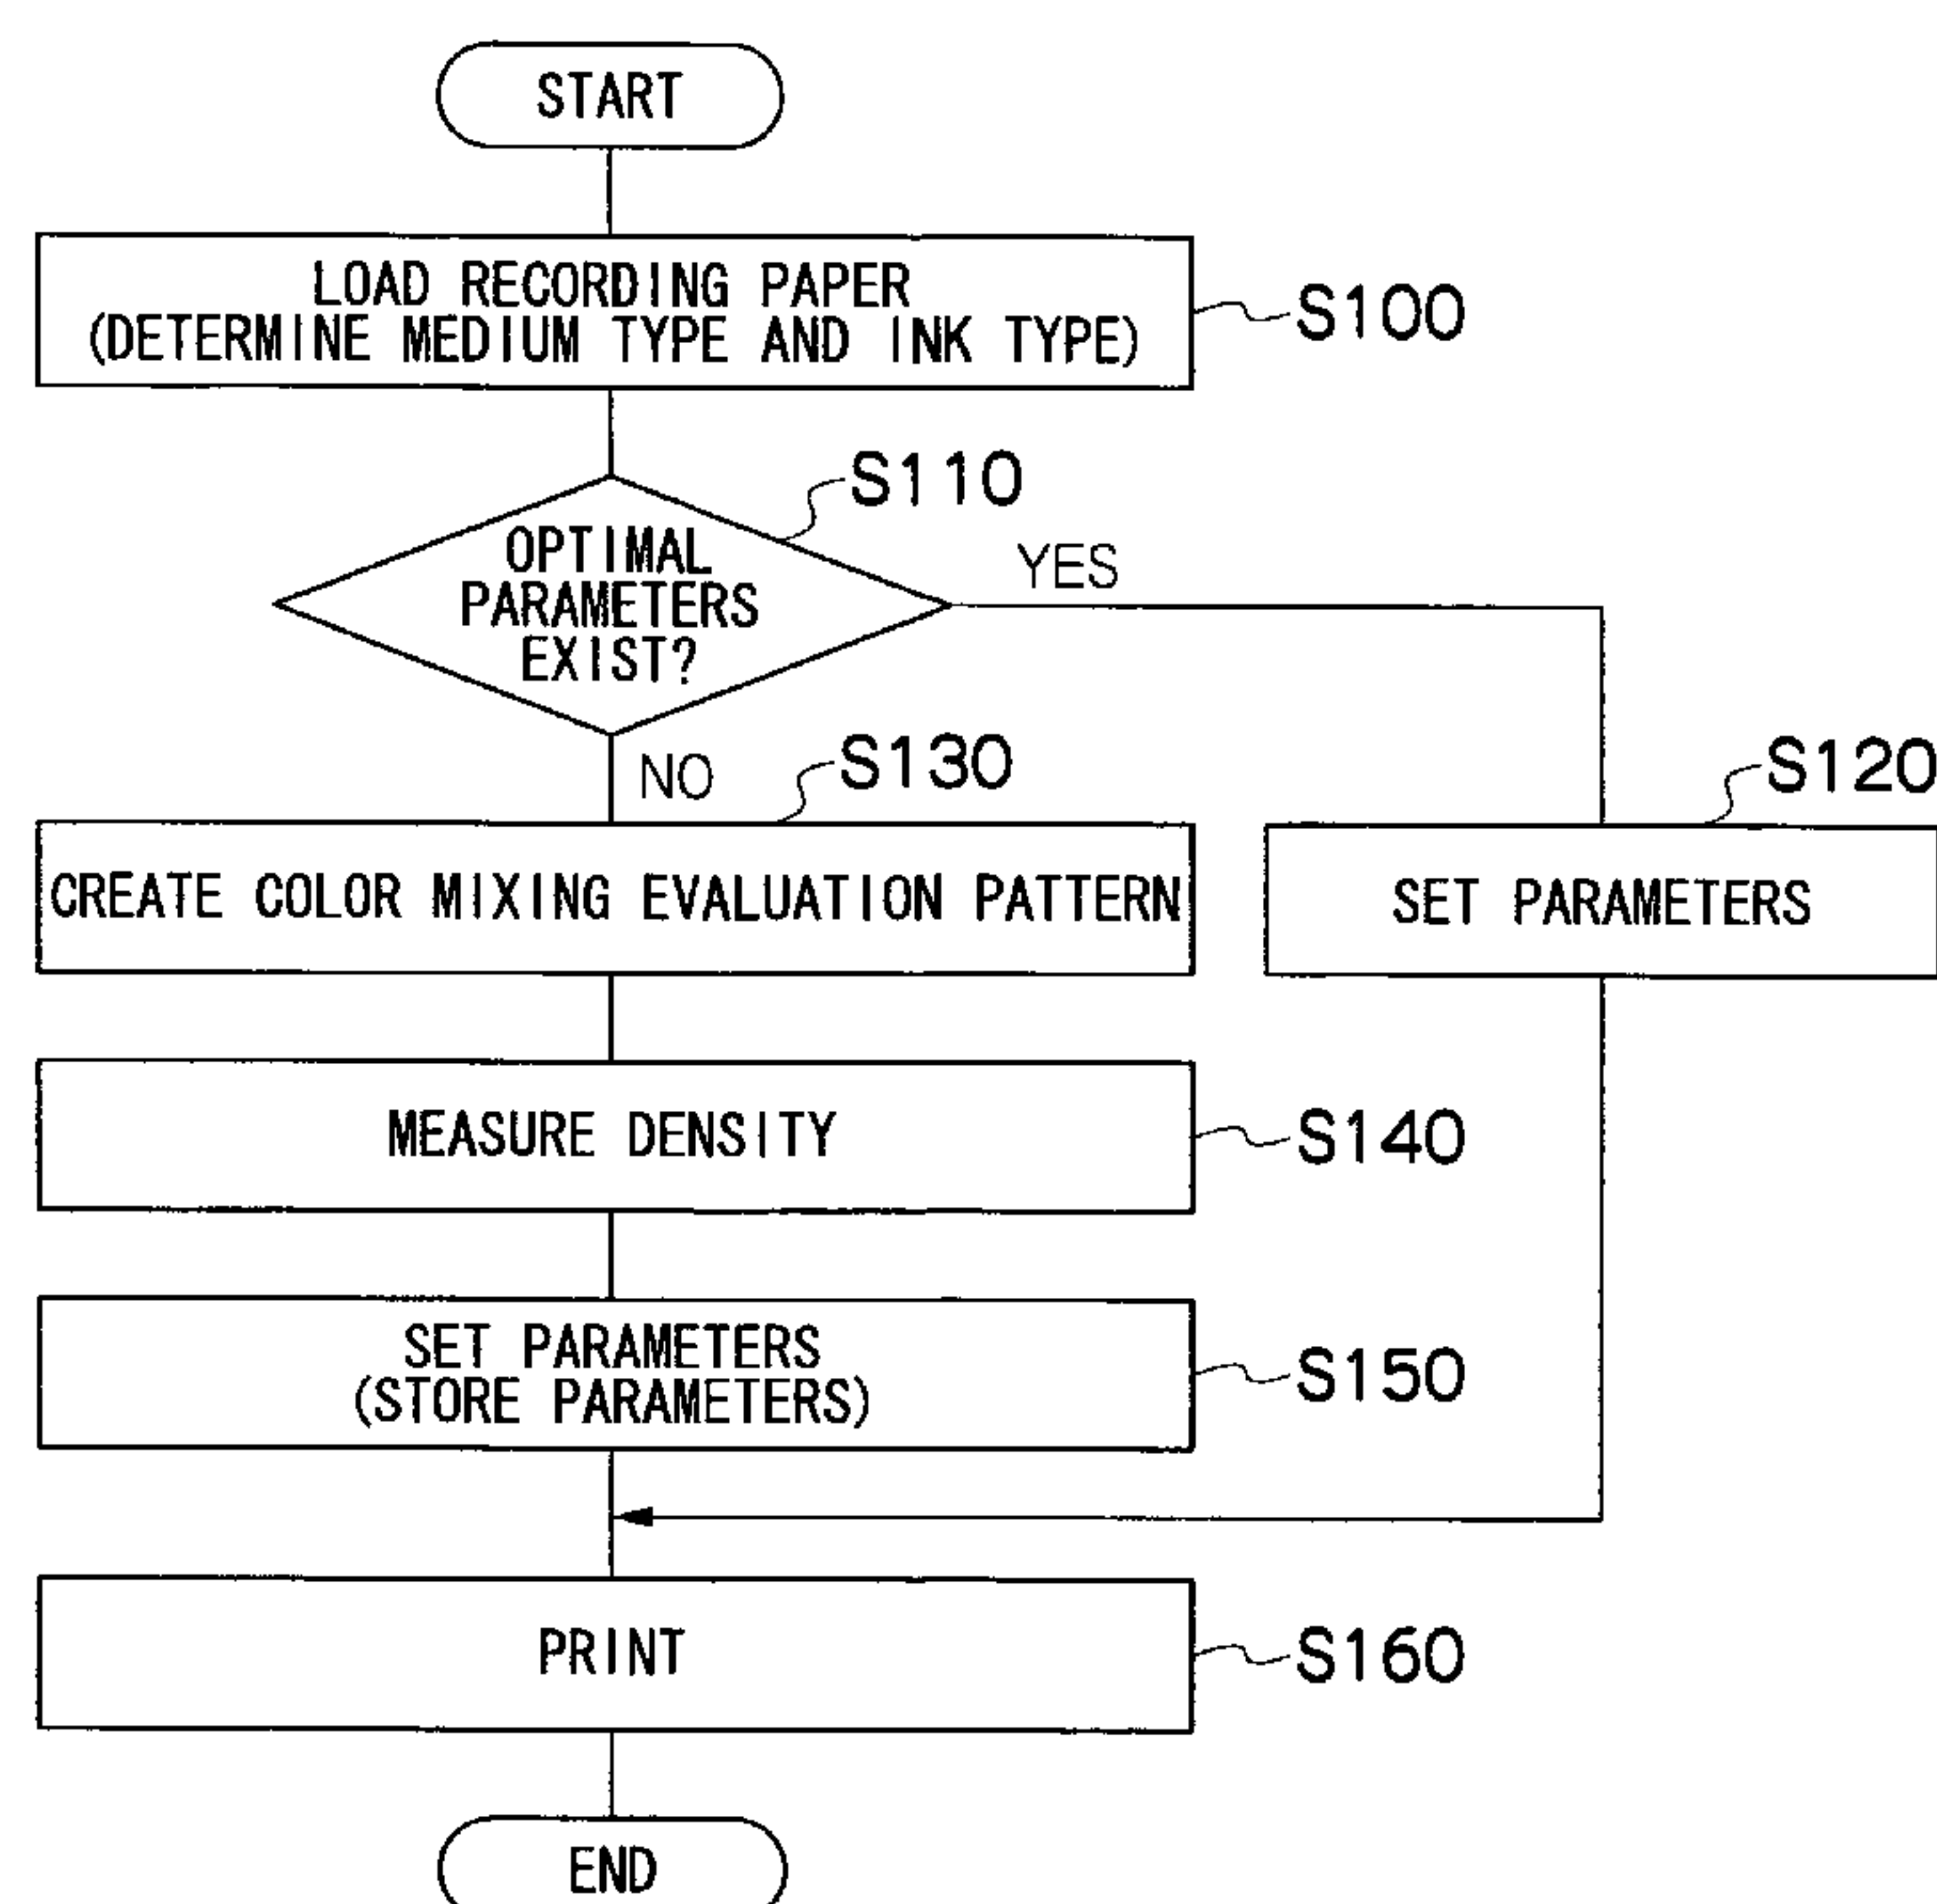 START
LOAD RECORDING PAPER
(DETERMINE MEDIUM TYPE AND INK TYPE)
S100
S110
OPTIMAL
PARAMETERS
EXIST?
YES
NO
S130
S120
CREATE COLOR MIXING EVALUATION PATTERN
SET PARAMETERS
MEASURE DENSITY
S140
SET PARAMETERS
(STORE PARAMETERS)
S150
PRINT
S160
END